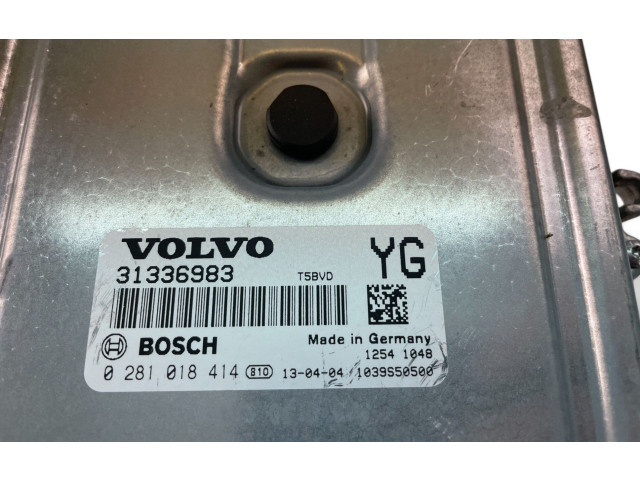 VOLVO YG
31336983 T5BVD
BOSCH Made in Germany
1254 1048
0 281 018 414 810 13-04-04 1039S50500